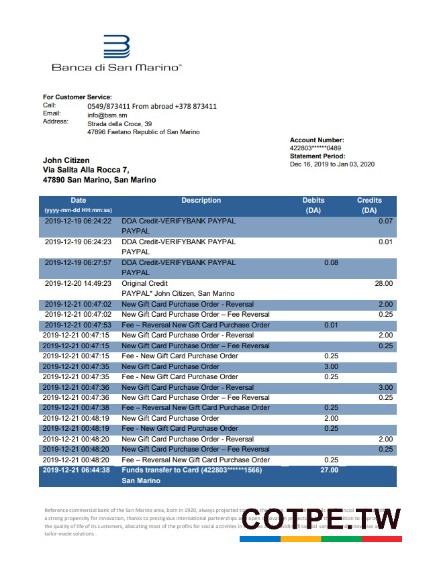 Banca di San Marino
For Customer Service:
Call: 0549/873411 From abroad +378 873411
Email: info@bsm.sm
Address: Strada della Croce, 39
47896 Faetano Republic of San Marino
Account Number:
422803******0489
Statement Period:
Dec 16, 2019 to Jan 03, 2020
John Citizen
Via Salita Alla Rocca 7,
47890 San Marino, San Marino
Date Description Debits Credits
(yyyy-mm-dd HH:mm:ss) (DA) (DA)
2019-12-19 06:24:22 DDA Credit-VERIFYBANK PAYPAL 0.07
PAYPAL
2019-12-19 06:24:23 DDA Credit-VERIFYBANK PAYPAL 0.01
PAYPAL
2019-12-19 06:27:57 DDA Credit-VERIFYBANK PAYPAL 0.08
PAYPAL
2019-12-20 14:49:23 Original Credit 28.00
PAYPAL* John Citizen, San Marino
2019-12-21 00:47:02 New Gift Card Purchase Order - Reversal 2.00
2019-12-21 00:47:02 New Gift Card Purchase Order – Fee Reversal 0.25
2019-12-21 00:47:53 Fee – Reversal New Gift Card Purchase Order 0.01
2019-12-21 00:47:15 New Gift Card Purchase Order - Reversal 2.00
2019-12-21 00:47:15 New Gift Card Purchase Order – Fee Reversal 0.25
2019-12-21 00:47:15 Fee - New Gift Card Purchase Order 0.25
2019-12-21 00:47:35 New Gift Card Purchase Order 3.00
2019-12-21 00:47:35 Fee - New Gift Card Purchase Order 0.25
2019-12-21 00:47:36 New Gift Card Purchase Order - Reversal 3.00
2019-12-21 00:47:36 New Gift Card Purchase Order – Fee Reversal 0.25
2019-12-21 00:47:38 Fee – Reversal New Gift Card Purchase Order 0.25
2019-12-21 00:48:19 New Gift Card Purchase Order 2.00
2019-12-21 00:48:19 Fee - New Gift Card Purchase Order 0.25
2019-12-21 00:48:20 New Gift Card Purchase Order – Reversal 2.00
2019-12-21 00:48:20 New Gift Card Purchase Order – Fee Reversal 0.25
2019-12-21 00:48:20 Fee – Reversal New Gift Card Purchase Order 0.25
2019-12-21 06:44:38 Funds transfer to Card (422803******1566) 27.00
San Marino
Reference commercial bank of the San Marino area, born in 1920, always projected
a strong propensity for innovation, thanks to prestigious international partnerships
the quality of life of its customers, allocating most of the profits for social activities in
tailor-made solutions .
COTPE.TW